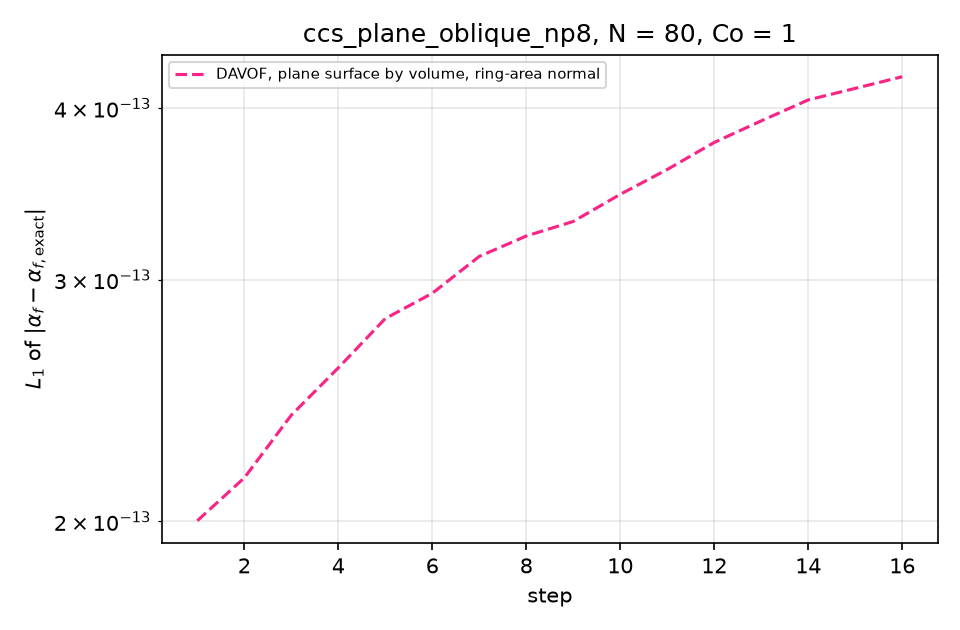 ccs_plane_oblique_np8, N = 80, Co = 1
DAVOF, plane surface by volume, ring-area normal
L₁ of |α_f − α_{f,exact}|
4 × 10⁻¹³
3 × 10⁻¹³
2 × 10⁻¹³
2 4 6 8 10 12 14 16
step